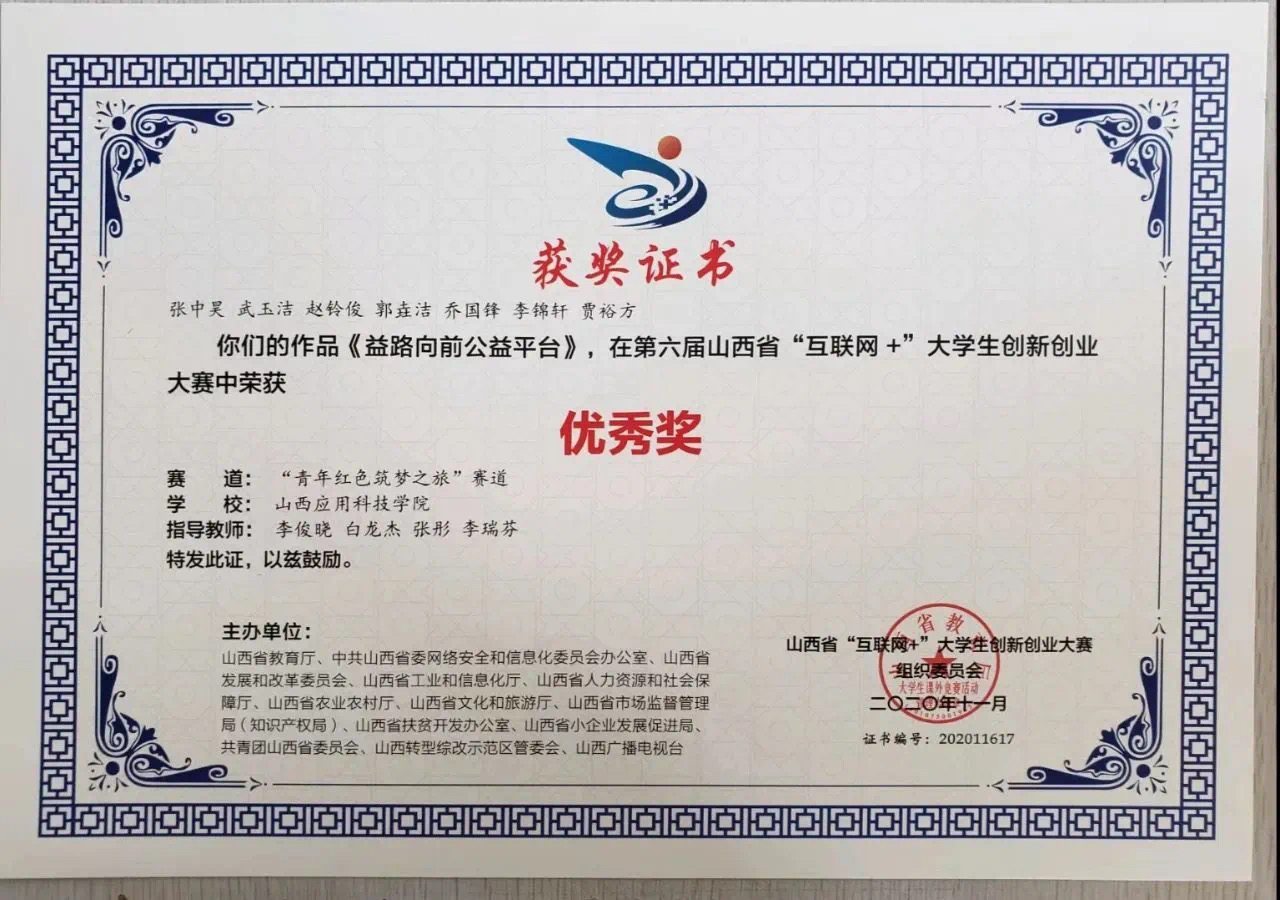 获奖证书
张中昊 武玉洁 赵铃俊 郭垚洁 乔国锋 李锦轩 贾裕方
你们的作品《益路向前公益平台》，在第六届山西省“互联网+”大学生创新创业
大赛中荣获
优秀奖
赛　道：“青年红色筑梦之旅”赛道
学　校：山西应用科技学院
指导教师：李俊晓 白龙杰 张彤 李瑞芬
特发此证，以兹鼓励。
主办单位：
山西省教育厅、中共山西省委网络安全和信息化委员会办公室、山西省
发展和改革委员会、山西省工业和信息化厅、山西省人力资源和社会保
障厅、山西省农业农村厅、山西省文化和旅游厅、山西省市场监督管理
局（知识产权局）、山西省扶贫开发办公室、山西省小企业发展促进局、
共青团山西省委员会、山西转型综改示范区管委会、山西广播电视台
山西省“互联网+”大学生创新创业大赛
组织委员会
二〇二〇年十一月
证书编号：202011617
省教
大学生课外竞赛活动